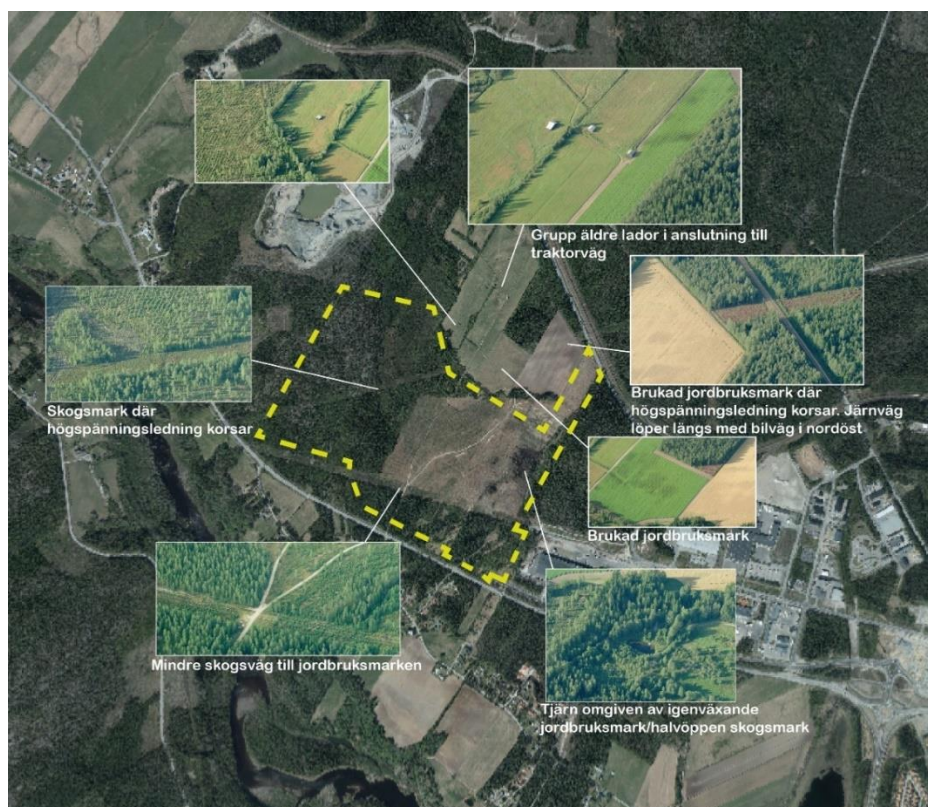 Grupp äldre lador i anslutning till
traktorväg
Skogsmark där
högspänningsledning korsar
Brukad jordbruksmark där
högspänningsledning korsar. Järnväg
löper längs med bilväg i nordöst
Brukad jordbruksmark
Mindre skogsväg till jordbruksmarken
Tjärn omgiven av igenväxande
jordbruksmark/halvöppen skogsmark